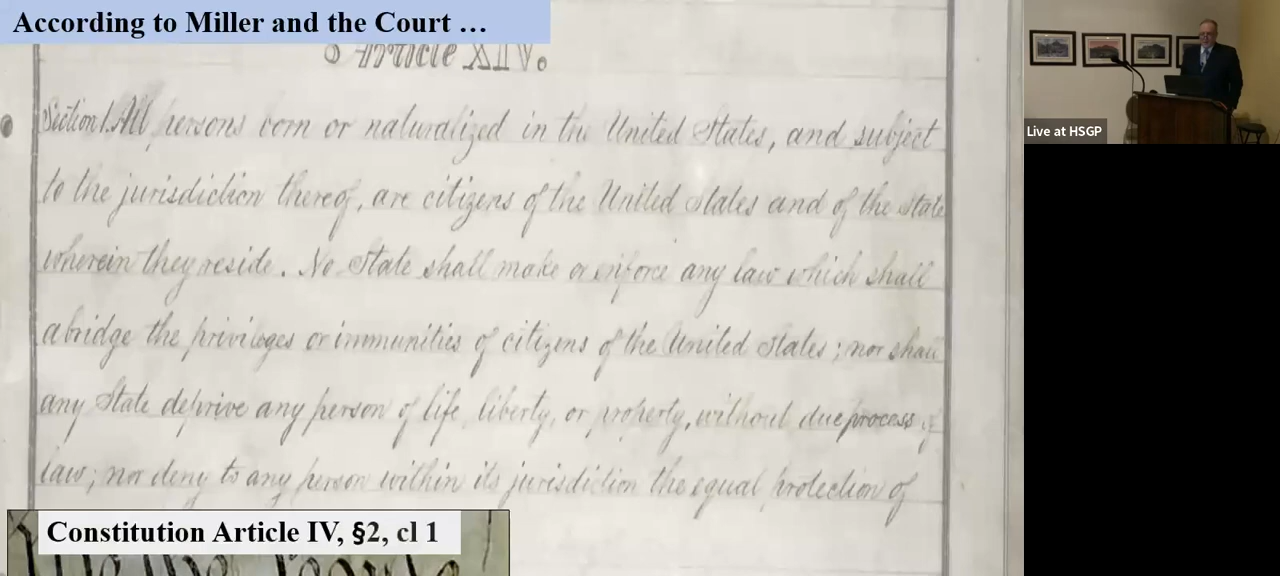 According to Miller and the Court …
Article XIV.
Section 1. All persons born or naturalized in the United States, and subject
to the jurisdiction thereof, are citizens of the United States and of the State
wherein they reside. No State shall make or enforce any law which shall
abridge the privileges or immunities of citizens of the United States; nor shall
any State deprive any person of life, liberty, or property, without due process of
law; nor deny to any person within its jurisdiction the equal protection of
Constitution Article IV, §2, cl 1
We the People
Live at HSGP